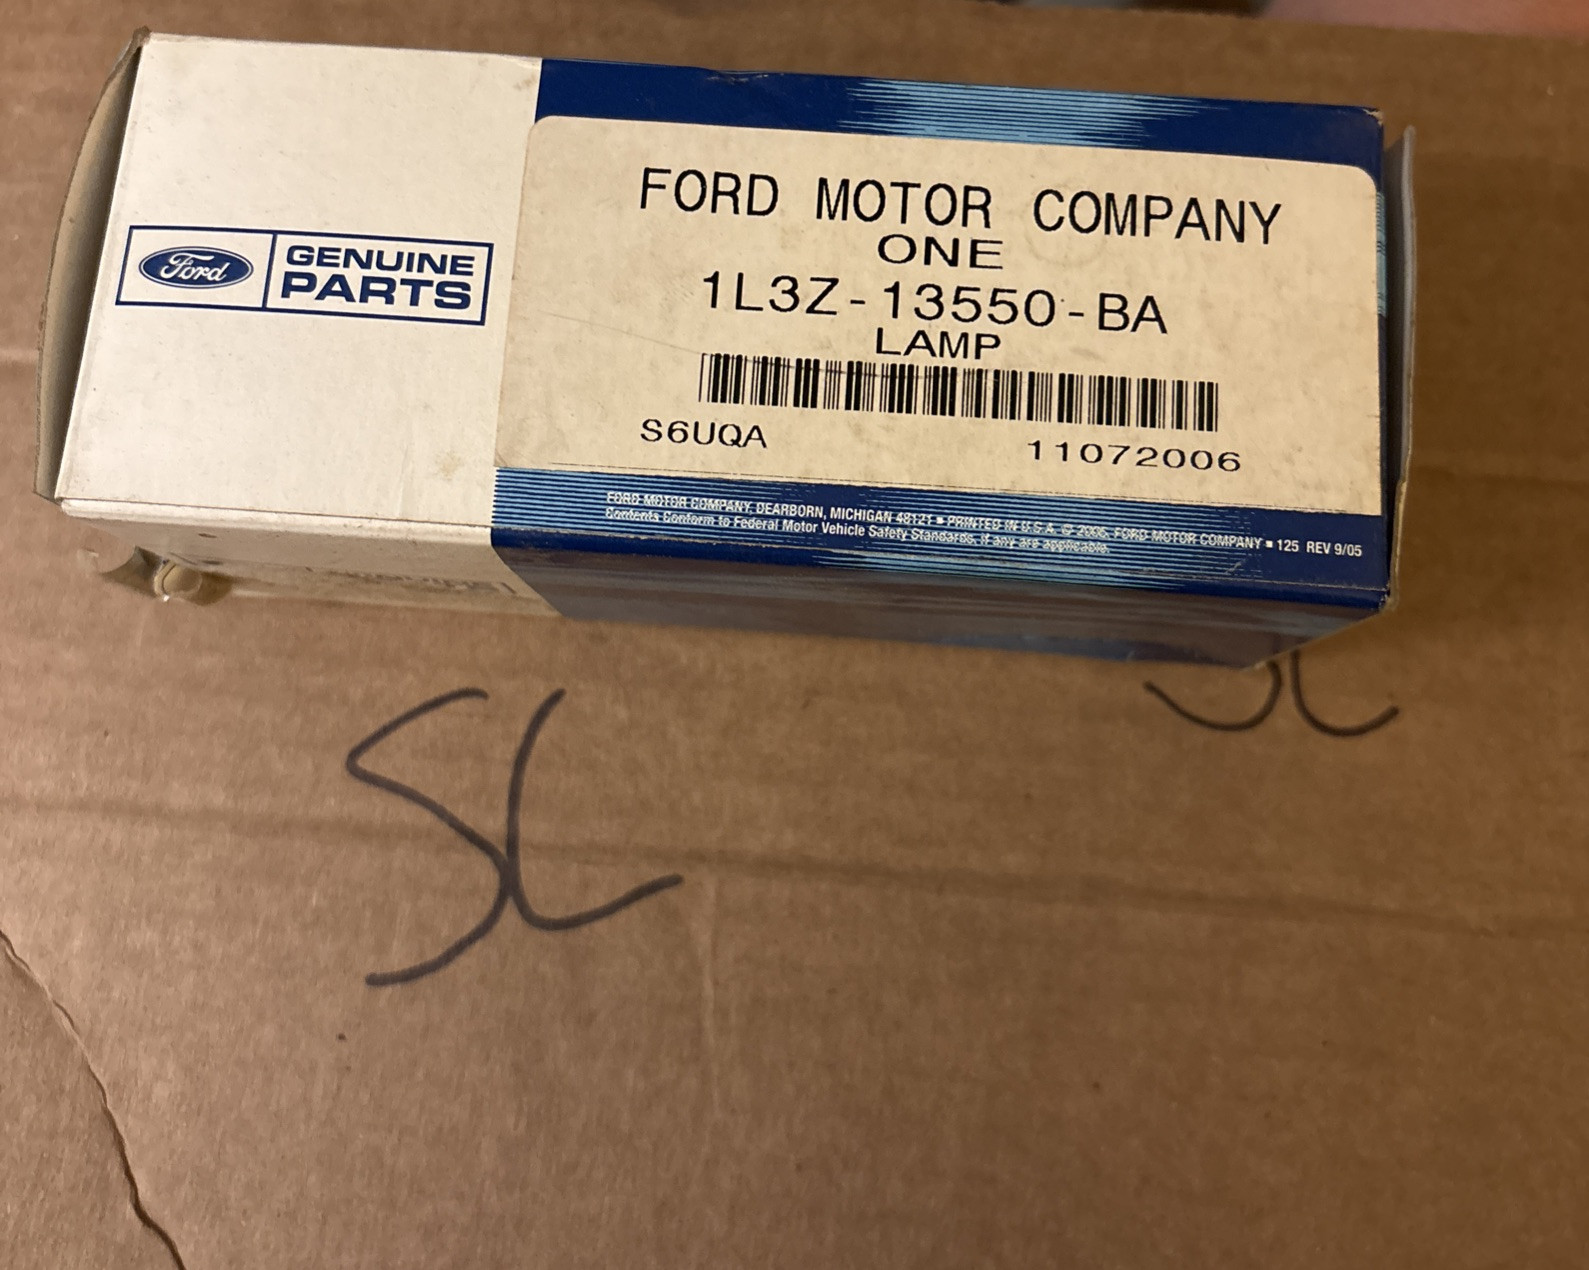 Ford
GENUINE
PARTS
FORD MOTOR COMPANY
ONE
1L3Z-13550-BA
LAMP
S6UQA
11072006
FORD MOTOR COMPANY, DEARBORN, MICHIGAN 48121 ▪ PRINTED IN U.S.A. © 2005, FORD MOTOR COMPANY ▪ 125 REV 9/05
Contents Conform to Federal Motor Vehicle Safety Standards, if any are applicable.
SL